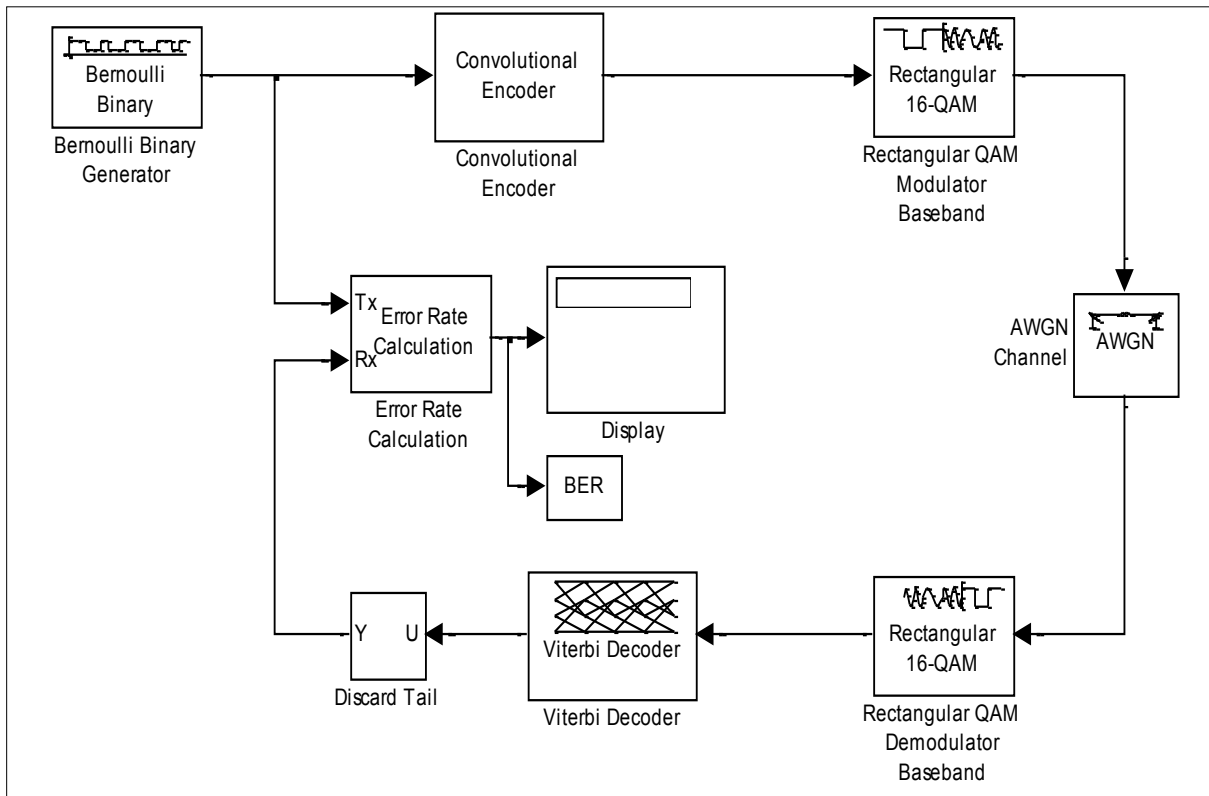 Bernoulli
Binary
Bernoulli Binary
Generator
Convolutional
Encoder
Convolutional
Encoder
Rectangular
16-QAM
Rectangular QAM
Modulator
Baseband
Tx
Rx
Error Rate
Calculation
Error Rate
Calculation
Display
BER
AWGN
Channel
AWGN
Y
U
Discard Tail
Viterbi Decoder
Viterbi Decoder
Rectangular
16-QAM
Rectangular QAM
Demodulator
Baseband